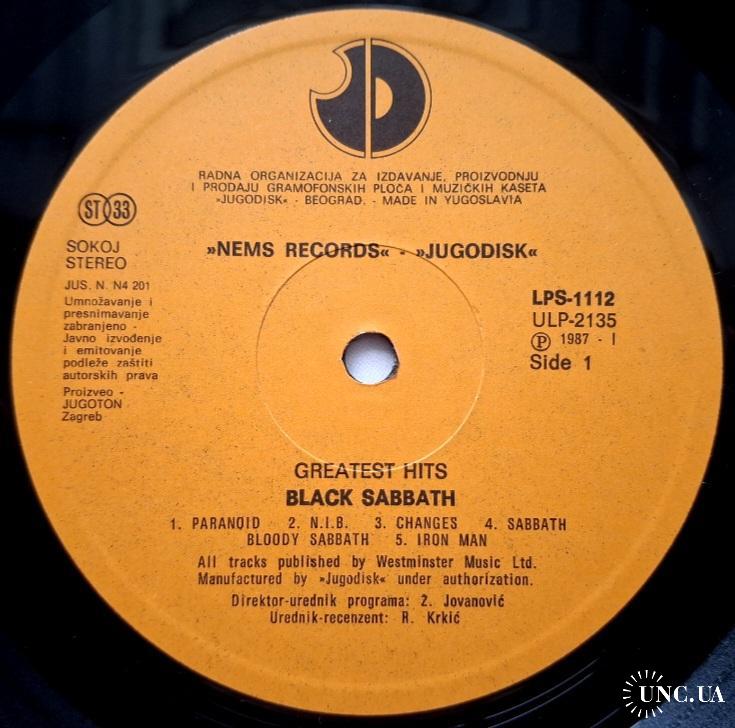 JD
RADNA ORGANIZACIJA ZA IZDAVANJE, PROIZVODNJU
I PRODAJU GRAMOFONSKIH PLOČA I MUZIČKIH KASETA
»JUGODISK« - BEOGRAD. - MADE IN YUGOSLAVIA
ST 33
SOKOJ
STEREO
»NEMS RECORDS« - »JUGODISK«
JUS. N. N4 201
Umnožavanje i
presnimavanje
zabranjeno -
Javno izvođenje
i emitovanje
podleže zaštiti
autorskih prava
Proizveo -
JUGOTON
Zagreb
LPS-1112
ULP-2135
Ⓟ 1987 - I
Side 1
GREATEST HITS
BLACK SABBATH
1. PARANOID 2. N.I.B. 3. CHANGES 4. SABBATH
BLOODY SABBATH 5. IRON MAN
All tracks published by Westminster Music Ltd.
Manufactured by »Jugodisk« under authorization.
Direktor-urednik programa: Ž. Jovanović
Urednik-recenzent: R. Krkić
UNC.UA